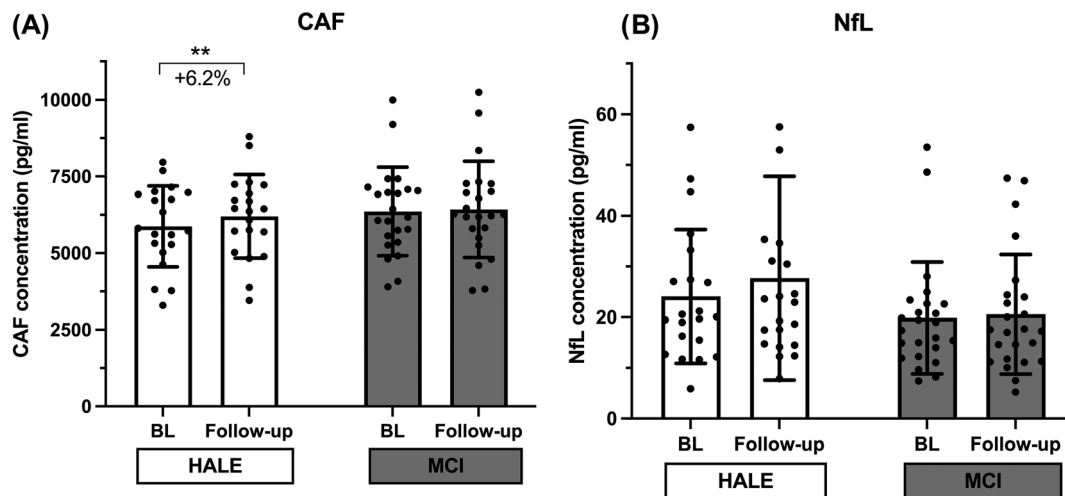 (A)
CAF
**
+6.2%
CAF concentration (pg/ml)
10000
7500
5000
2500
0
BL
Follow-up
BL
Follow-up
HALE
MCI
(B)
NfL
NfL concentration (pg/ml)
60
40
20
0
BL
Follow-up
BL
Follow-up
HALE
MCI